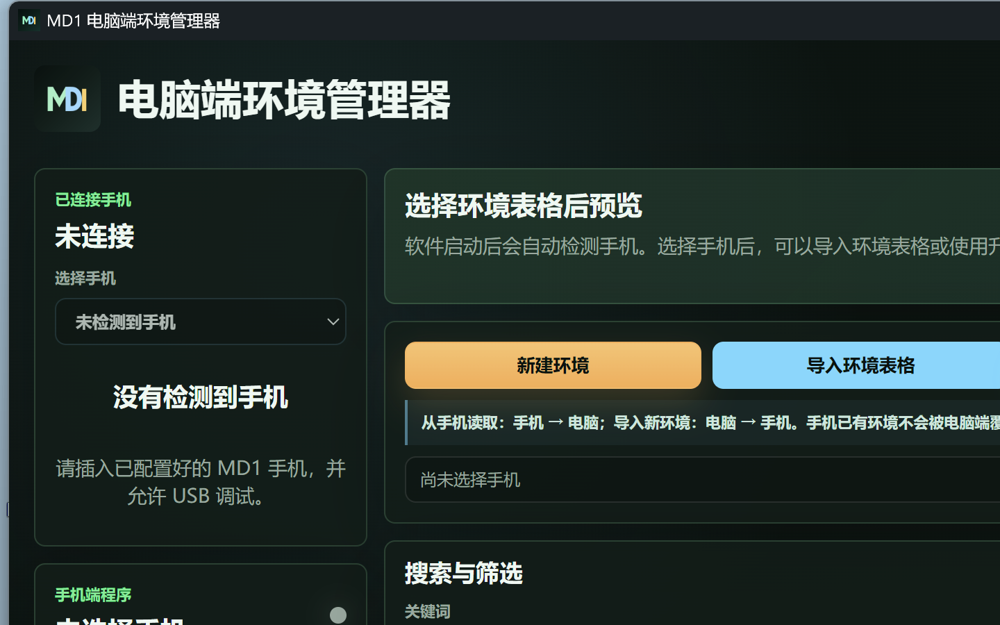 MDI MD1 电脑端环境管理器
MDI 电脑端环境管理器
已连接手机
未连接
选择手机
未检测到手机
没有检测到手机
请插入已配置好的 MD1 手机，并
允许 USB 调试。
手机端程序
未选择手机
选择环境表格后预览
软件启动后会自动检测手机。选择手机后，可以导入环境表格或使用升
新建环境
导入环境表格
从手机读取：手机 → 电脑；导入新环境：电脑 → 手机。手机已有环境不会被电脑端覆
尚未选择手机
搜索与筛选
关键词